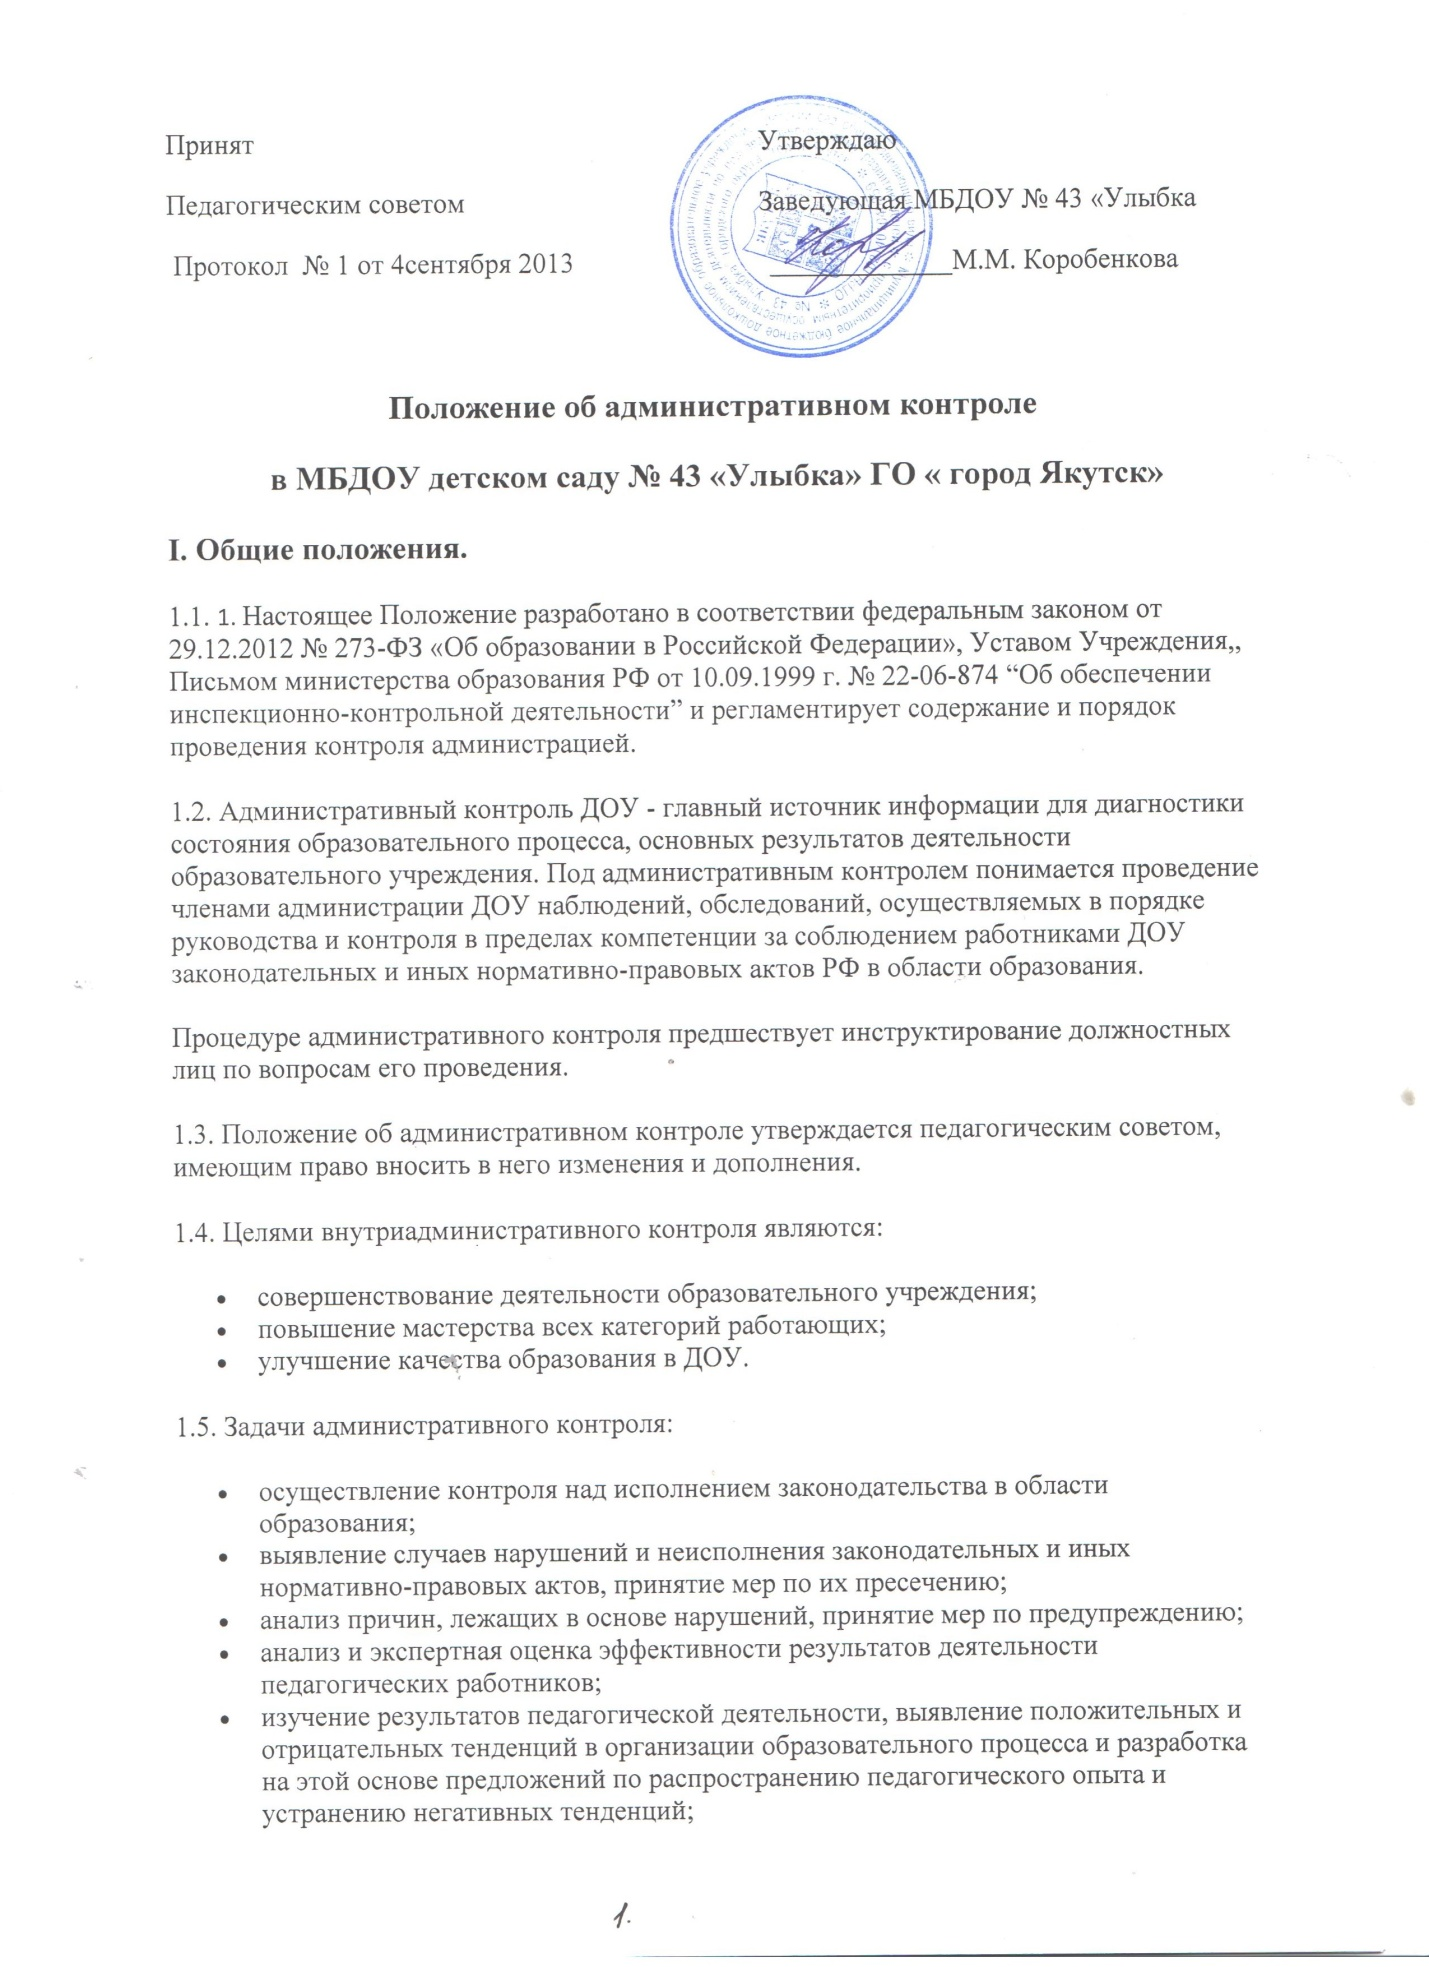 Принят
Утверждаю
Педагогическим советом
Заведующая МБДОУ № 43 «Улыбка
Протокол № 1 от 4сентября 2013
_____________М.М. Коробенкова
Положение об административном контроле
в МБДОУ детском саду № 43 «Улыбка» ГО « город Якутск»
I. Общие положения.
1.1. 1. Настоящее Положение разработано в соответствии федеральным законом от
29.12.2012 № 273-ФЗ «Об образовании в Российской Федерации», Уставом Учреждения,,
Письмом министерства образования РФ от 10.09.1999 г. № 22-06-874 “Об обеспечении
инспекционно-контрольной деятельности” и регламентирует содержание и порядок
проведения контроля администрацией.
1.2. Административный контроль ДОУ - главный источник информации для диагностики
состояния образовательного процесса, основных результатов деятельности
образовательного учреждения. Под административным контролем понимается проведение
членами администрации ДОУ наблюдений, обследований, осуществляемых в порядке
руководства и контроля в пределах компетенции за соблюдением работниками ДОУ
законодательных и иных нормативно-правовых актов РФ в области образования.
Процедуре административного контроля предшествует инструктирование должностных
лиц по вопросам его проведения.
1.3. Положение об административном контроле утверждается педагогическим советом,
имеющим право вносить в него изменения и дополнения.
1.4. Целями внутриадминистративного контроля являются:
• совершенствование деятельности образовательного учреждения;
• повышение мастерства всех категорий работающих;
• улучшение качества образования в ДОУ.
1.5. Задачи административного контроля:
• осуществление контроля над исполнением законодательства в области
образования;
• выявление случаев нарушений и неисполнения законодательных и иных
нормативно-правовых актов, принятие мер по их пресечению;
• анализ причин, лежащих в основе нарушений, принятие мер по предупреждению;
• анализ и экспертная оценка эффективности результатов деятельности
педагогических работников;
• изучение результатов педагогической деятельности, выявление положительных и
отрицательных тенденций в организации образовательного процесса и разработка
на этой основе предложений по распространению педагогического опыта и
устранению негативных тенденций;
1.